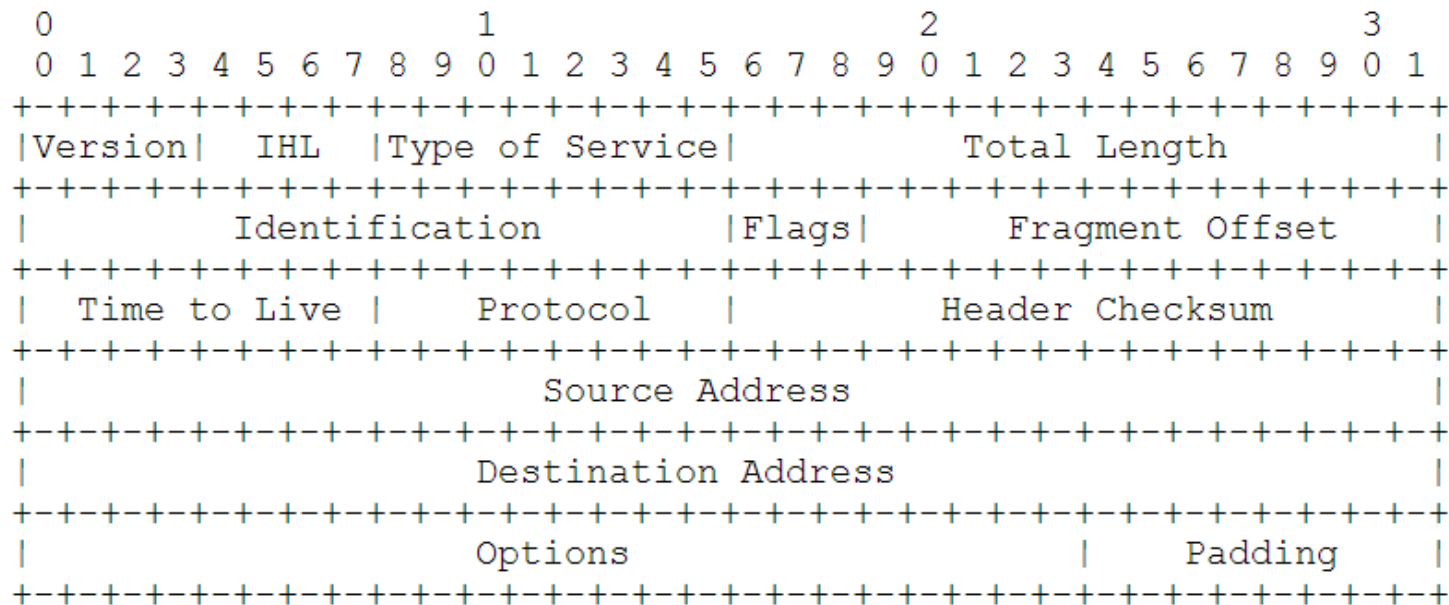 0                   1                   2                   3
 0 1 2 3 4 5 6 7 8 9 0 1 2 3 4 5 6 7 8 9 0 1 2 3 4 5 6 7 8 9 0 1
+-+-+-+-+-+-+-+-+-+-+-+-+-+-+-+-+-+-+-+-+-+-+-+-+-+-+-+-+-+-+-+-+
|Version|  IHL  |Type of Service|          Total Length         |
+-+-+-+-+-+-+-+-+-+-+-+-+-+-+-+-+-+-+-+-+-+-+-+-+-+-+-+-+-+-+-+-+
|         Identification        |Flags|      Fragment Offset    |
+-+-+-+-+-+-+-+-+-+-+-+-+-+-+-+-+-+-+-+-+-+-+-+-+-+-+-+-+-+-+-+-+
|  Time to Live |    Protocol   |         Header Checksum       |
+-+-+-+-+-+-+-+-+-+-+-+-+-+-+-+-+-+-+-+-+-+-+-+-+-+-+-+-+-+-+-+-+
|                       Source Address                          |
+-+-+-+-+-+-+-+-+-+-+-+-+-+-+-+-+-+-+-+-+-+-+-+-+-+-+-+-+-+-+-+-+
|                    Destination Address                        |
+-+-+-+-+-+-+-+-+-+-+-+-+-+-+-+-+-+-+-+-+-+-+-+-+-+-+-+-+-+-+-+-+
|                    Options                    |    Padding    |
+-+-+-+-+-+-+-+-+-+-+-+-+-+-+-+-+-+-+-+-+-+-+-+-+-+-+-+-+-+-+-+-+